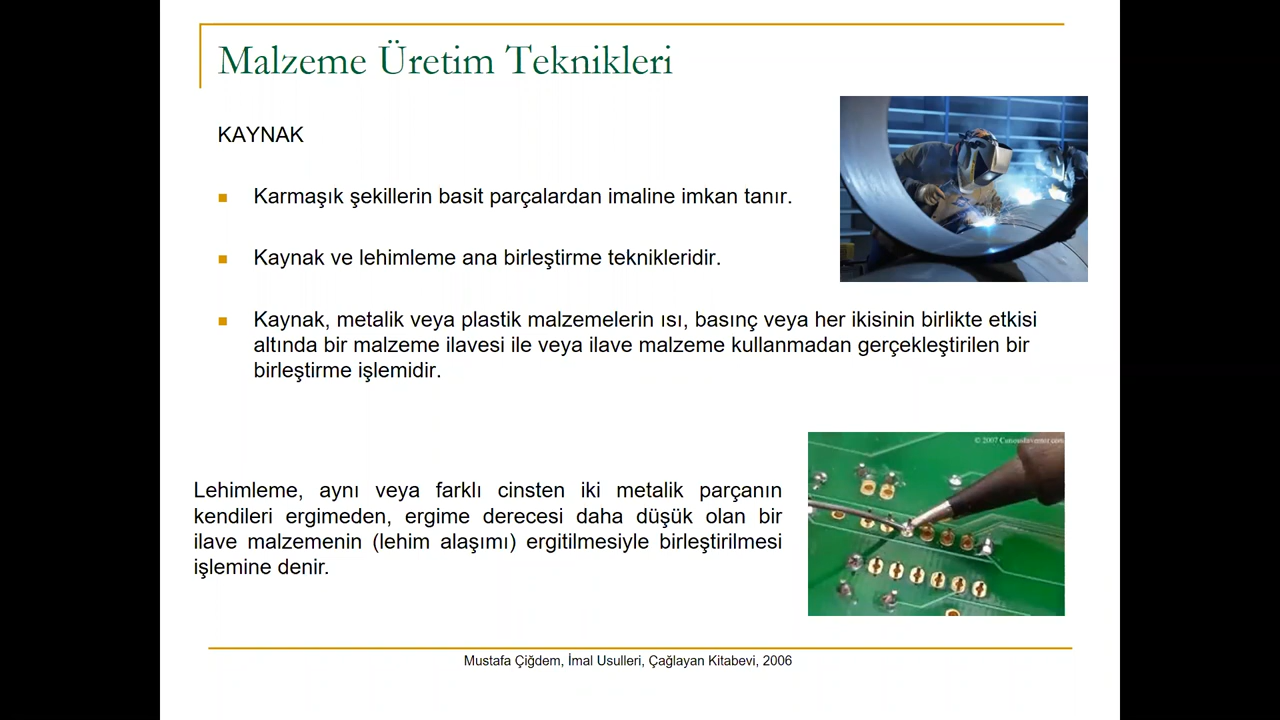 Malzeme Üretim Teknikleri
KAYNAK
Karmaşık şekillerin basit parçalardan imaline imkan tanır.
Kaynak ve lehimleme ana birleştirme teknikleridir.
Kaynak, metalik veya plastik malzemelerin ısı, basınç veya her ikisinin birlikte etkisi
altında bir malzeme ilavesi ile veya ilave malzeme kullanmadan gerçekleştirilen bir
birleştirme işlemidir.
© 2007 CuriousInventor.com
Lehimleme, aynı veya farklı cinsten iki metalik parçanın
kendileri ergimeden, ergime derecesi daha düşük olan bir
ilave malzemenin (lehim alaşımı) ergitilmesiyle birleştirilmesi
işlemine denir.
Mustafa Çiğdem, İmal Usulleri, Çağlayan Kitabevi, 2006